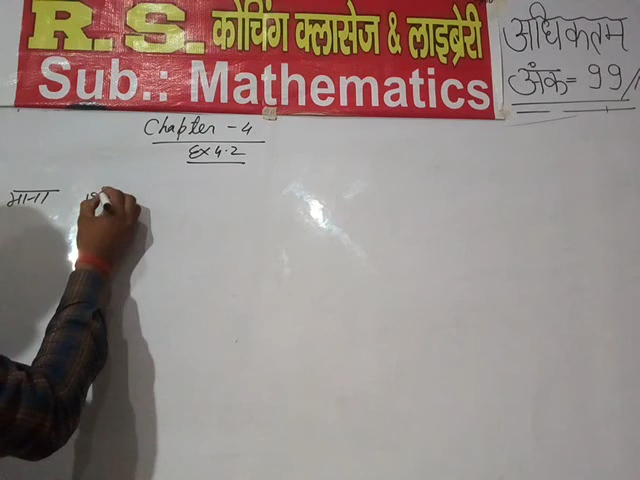 R.S. कोचिंग क्लासेज & लाइब्रेरी
Sub.: Mathematics
अधिकतम
अंक= 99/
Chapter - 4
Ex 4.2
माना